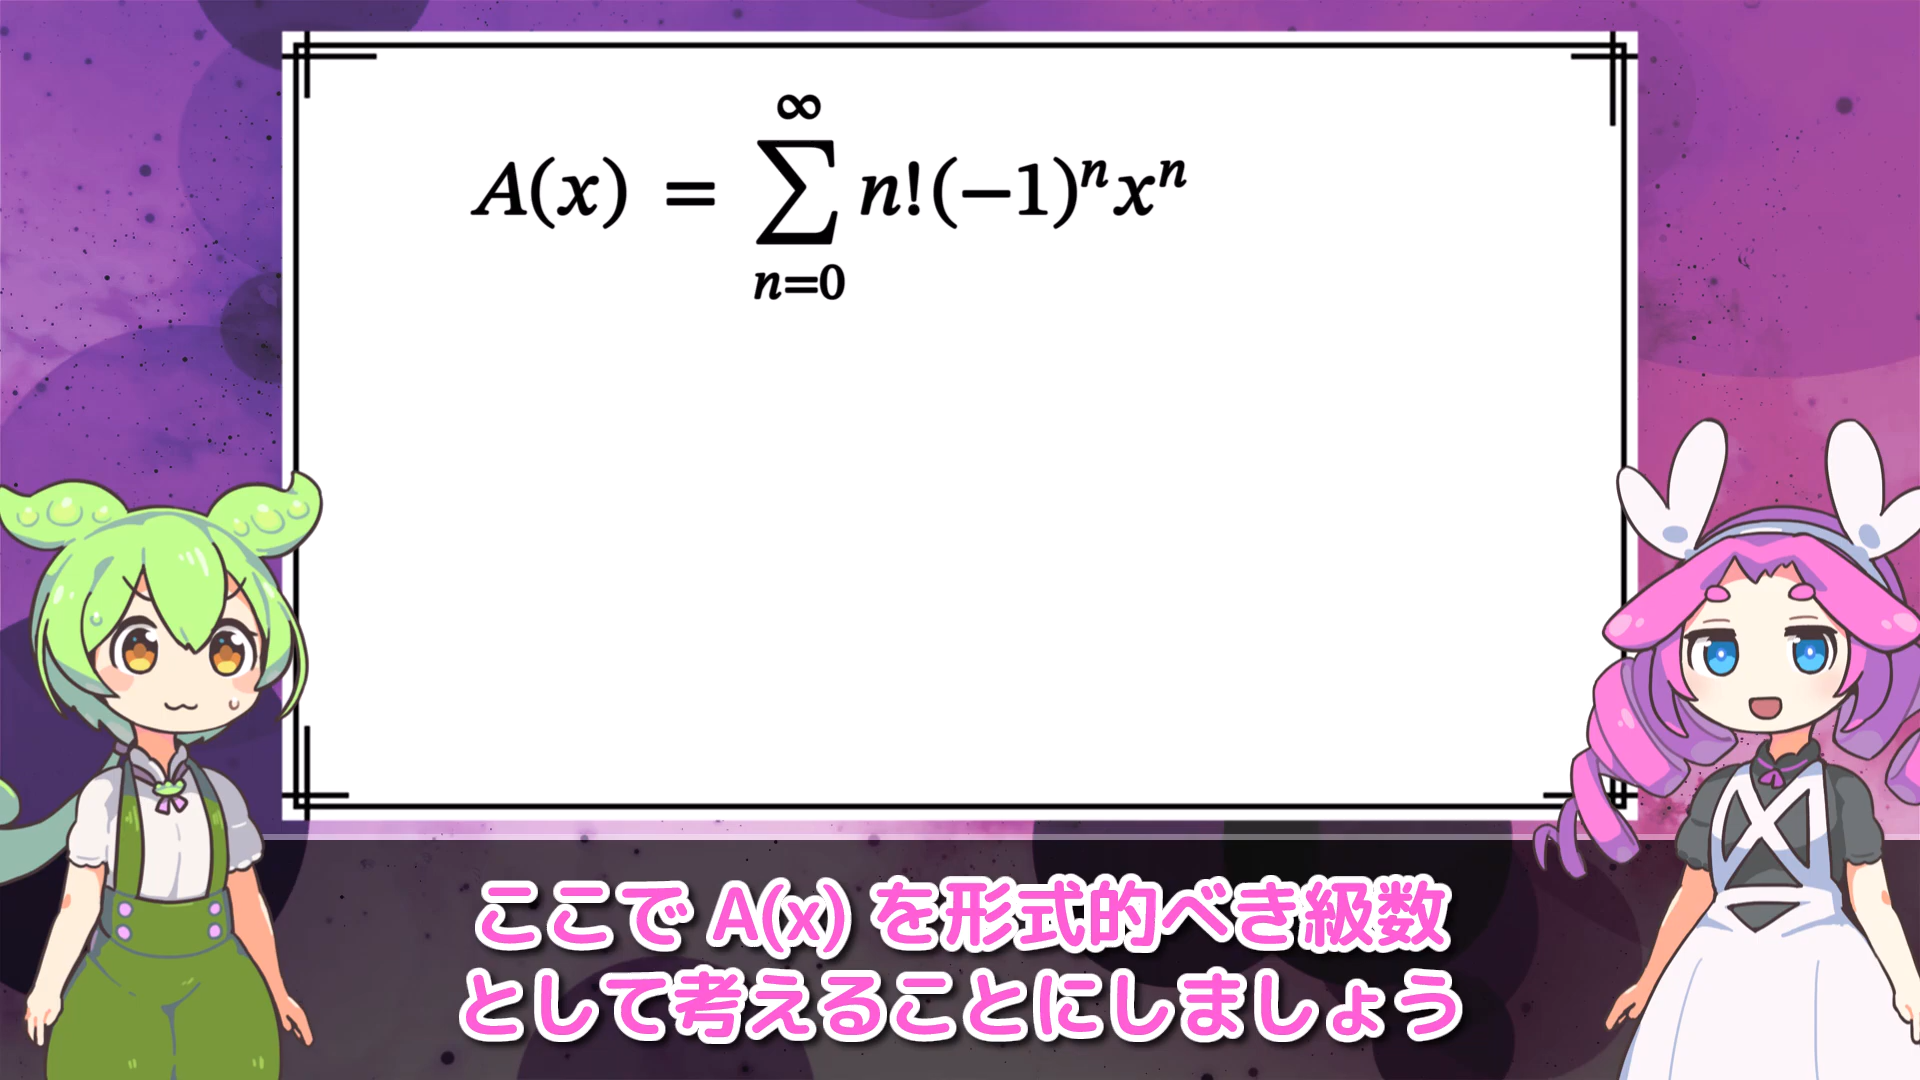 A(x) = ∑_{n=0}^{∞} n!(−1)^n x^n
ここで A(x) を形式的べき級数
として考えることにしましょう